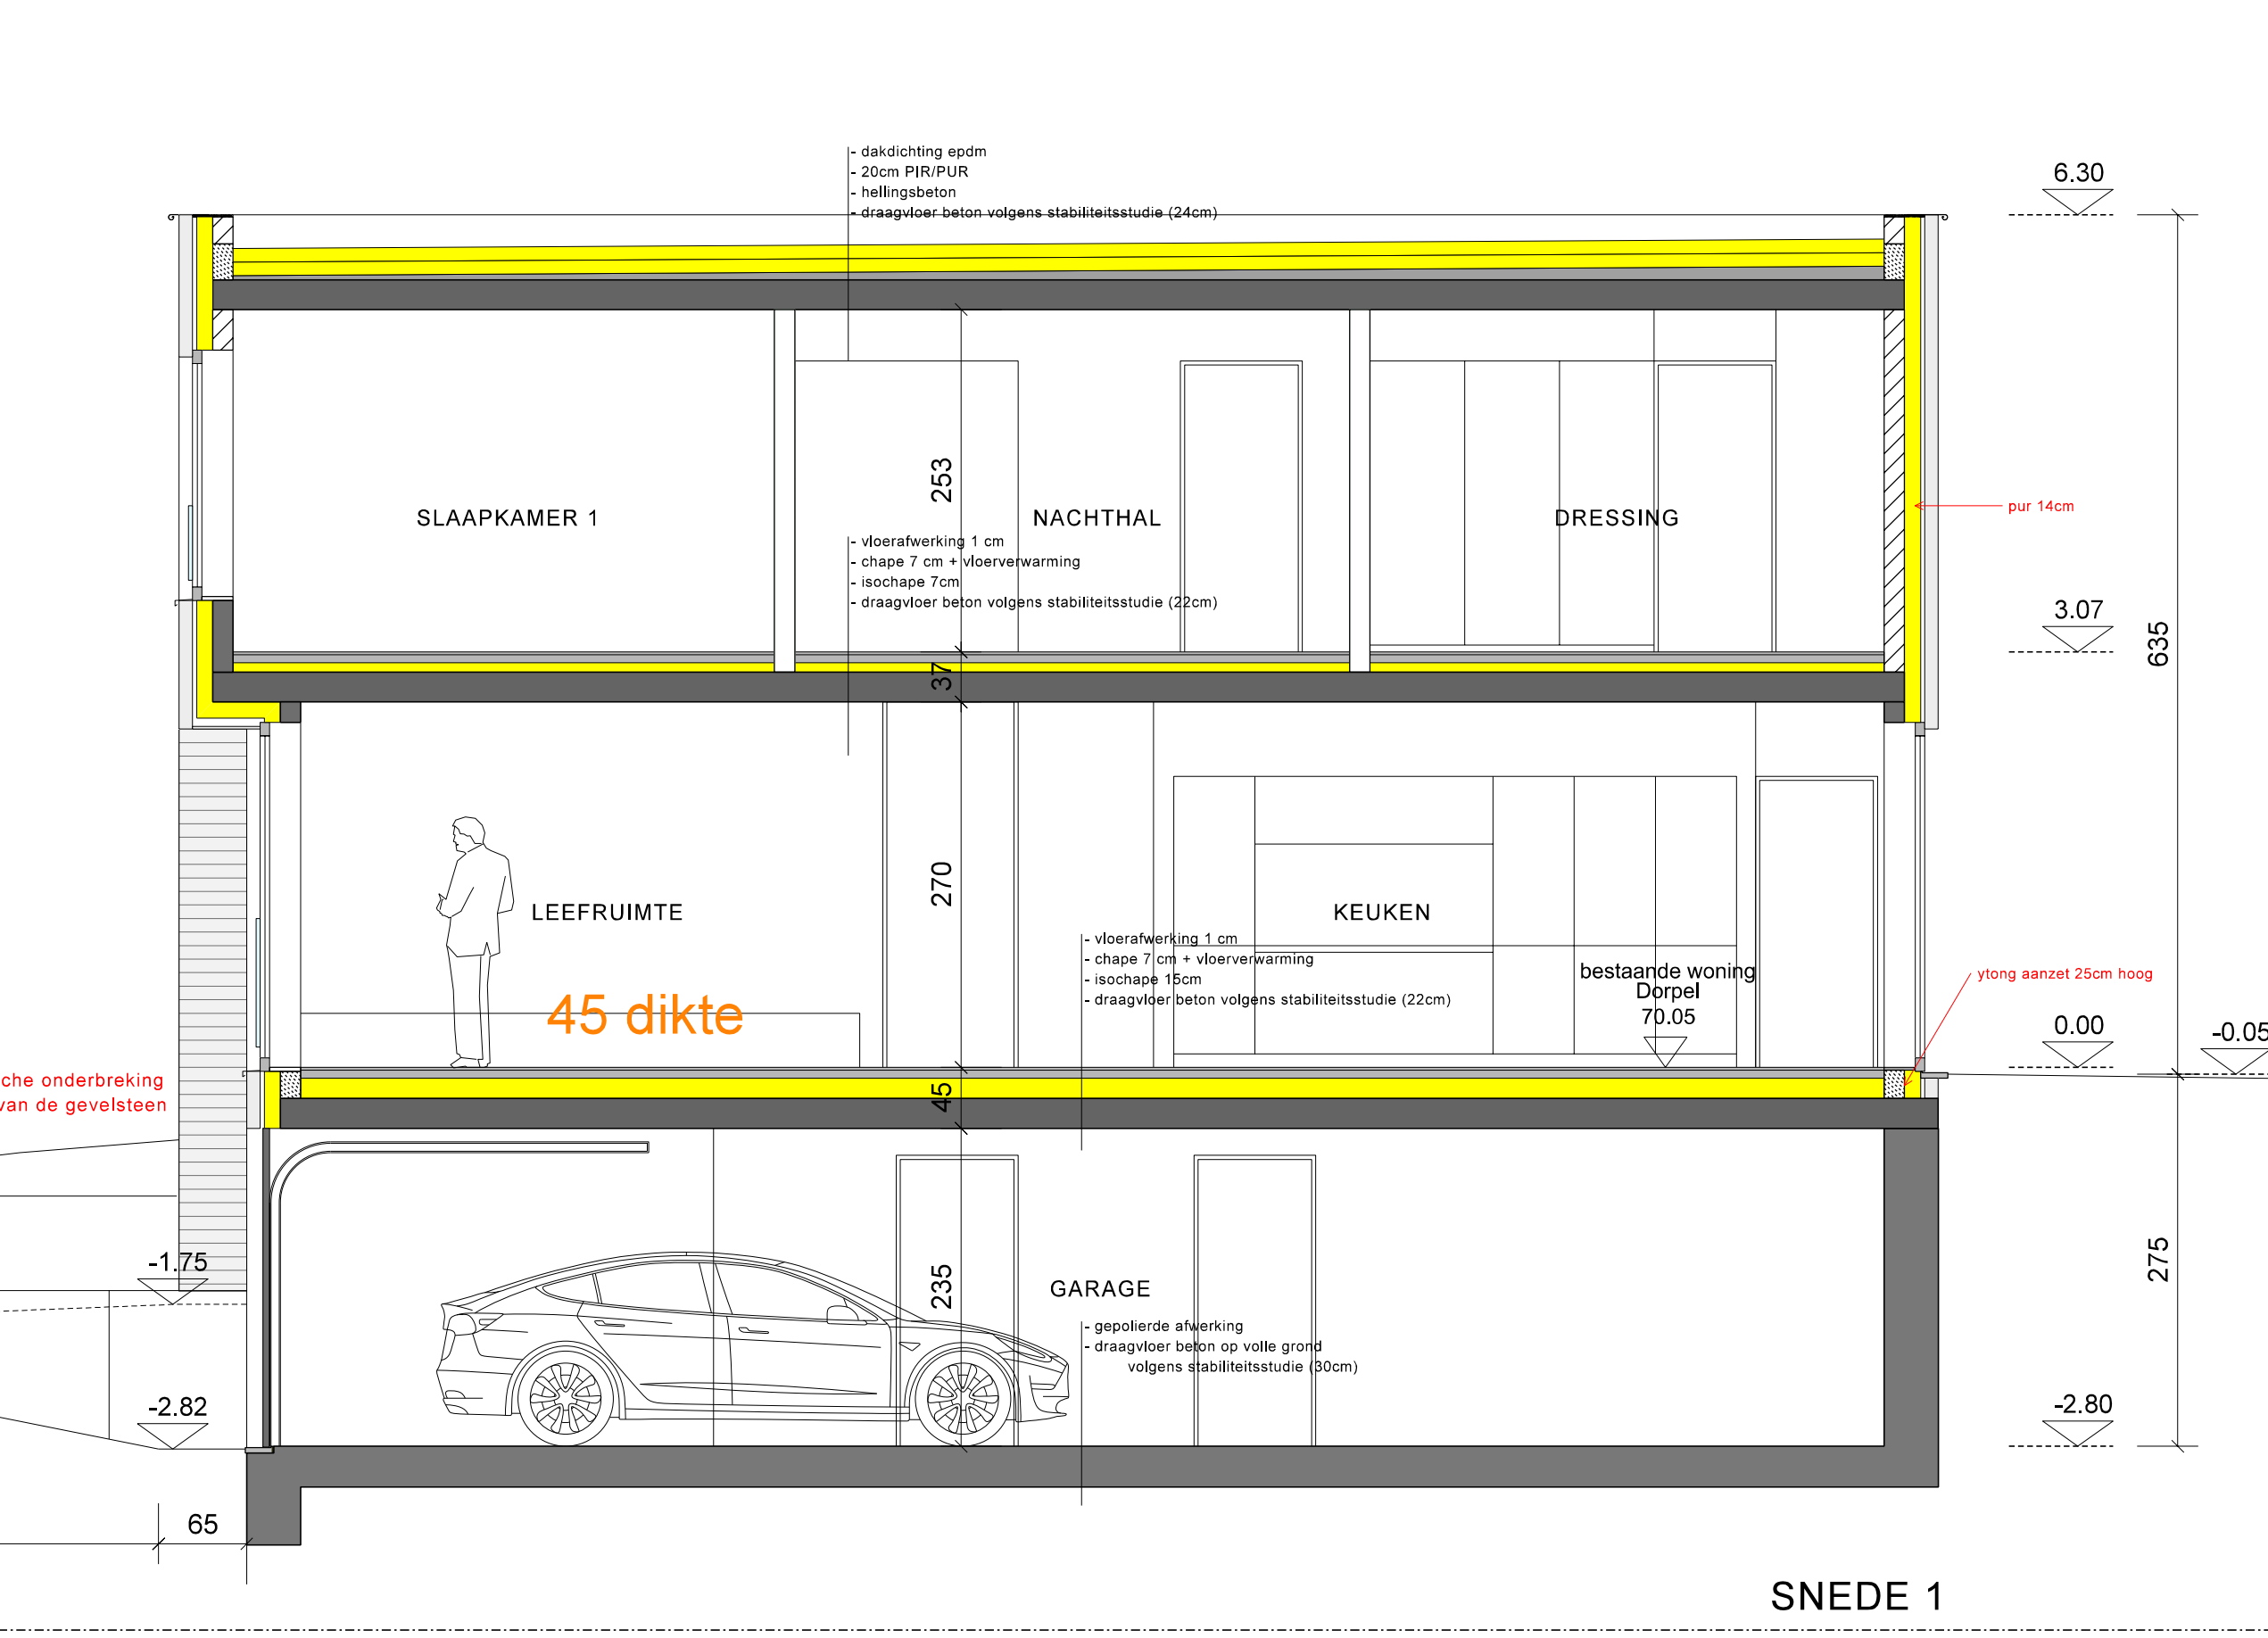 - dakdichting epdm
- 20cm PIR/PUR
- hellingsbeton
- draagvloer beton volgens stabiliteitsstudie (24cm)
6.30
253
SLAAPKAMER 1
NACHTHAL
DRESSING
pur 14cm
- vloerafwerking 1 cm
- chape 7 cm + vloerverwarming
- isochape 7cm
- draagvloer beton volgens stabiliteitsstudie (22cm)
3.07
635
37
270
LEEFRUIMTE
KEUKEN
- vloerafwerking 1 cm
- chape 7 cm + vloerverwarming
- isochape 15cm
- draagvloer beton volgens stabiliteitsstudie (22cm)
45 dikte
bestaande woning
Dorpel
70.05
ytong aanzet 25cm hoog
0.00
-0.05
che onderbreking
van de gevelsteen
45
-1.75
235
GARAGE
275
- gepolierde afwerking
- draagvloer beton op volle grond
volgens stabiliteitsstudie (30cm)
-2.82
-2.80
65
SNEDE 1